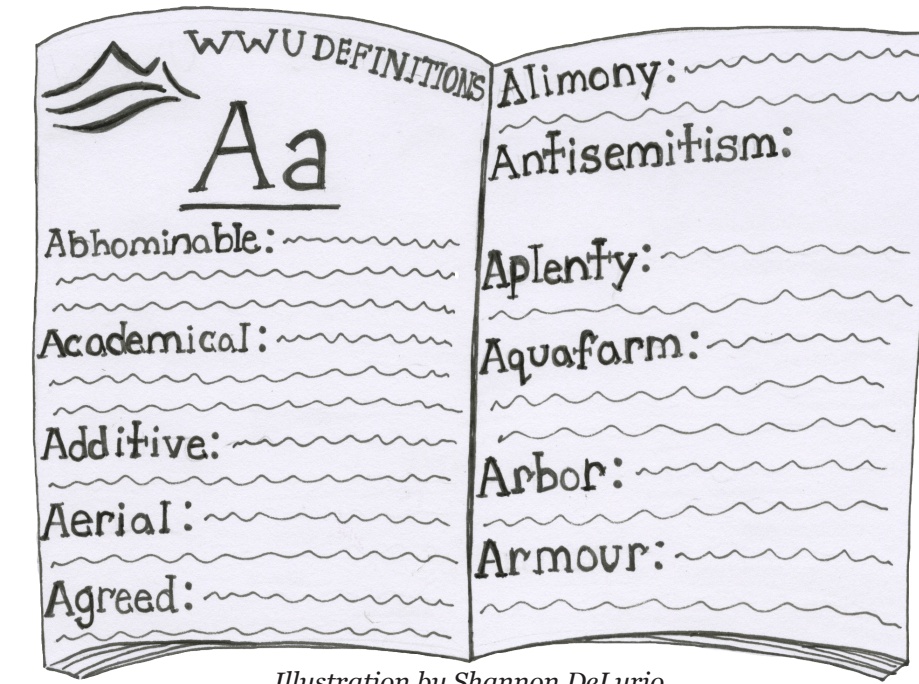 WWU DEFINITIONS
Aa
Abhominable:
Academical:
Additive:
Aerial:
Agreed:
Alimony:
Antisemitism:
Aplenty:
Aquafarm:
Arbor:
Armour:
Illustration by Shannon DeLurio